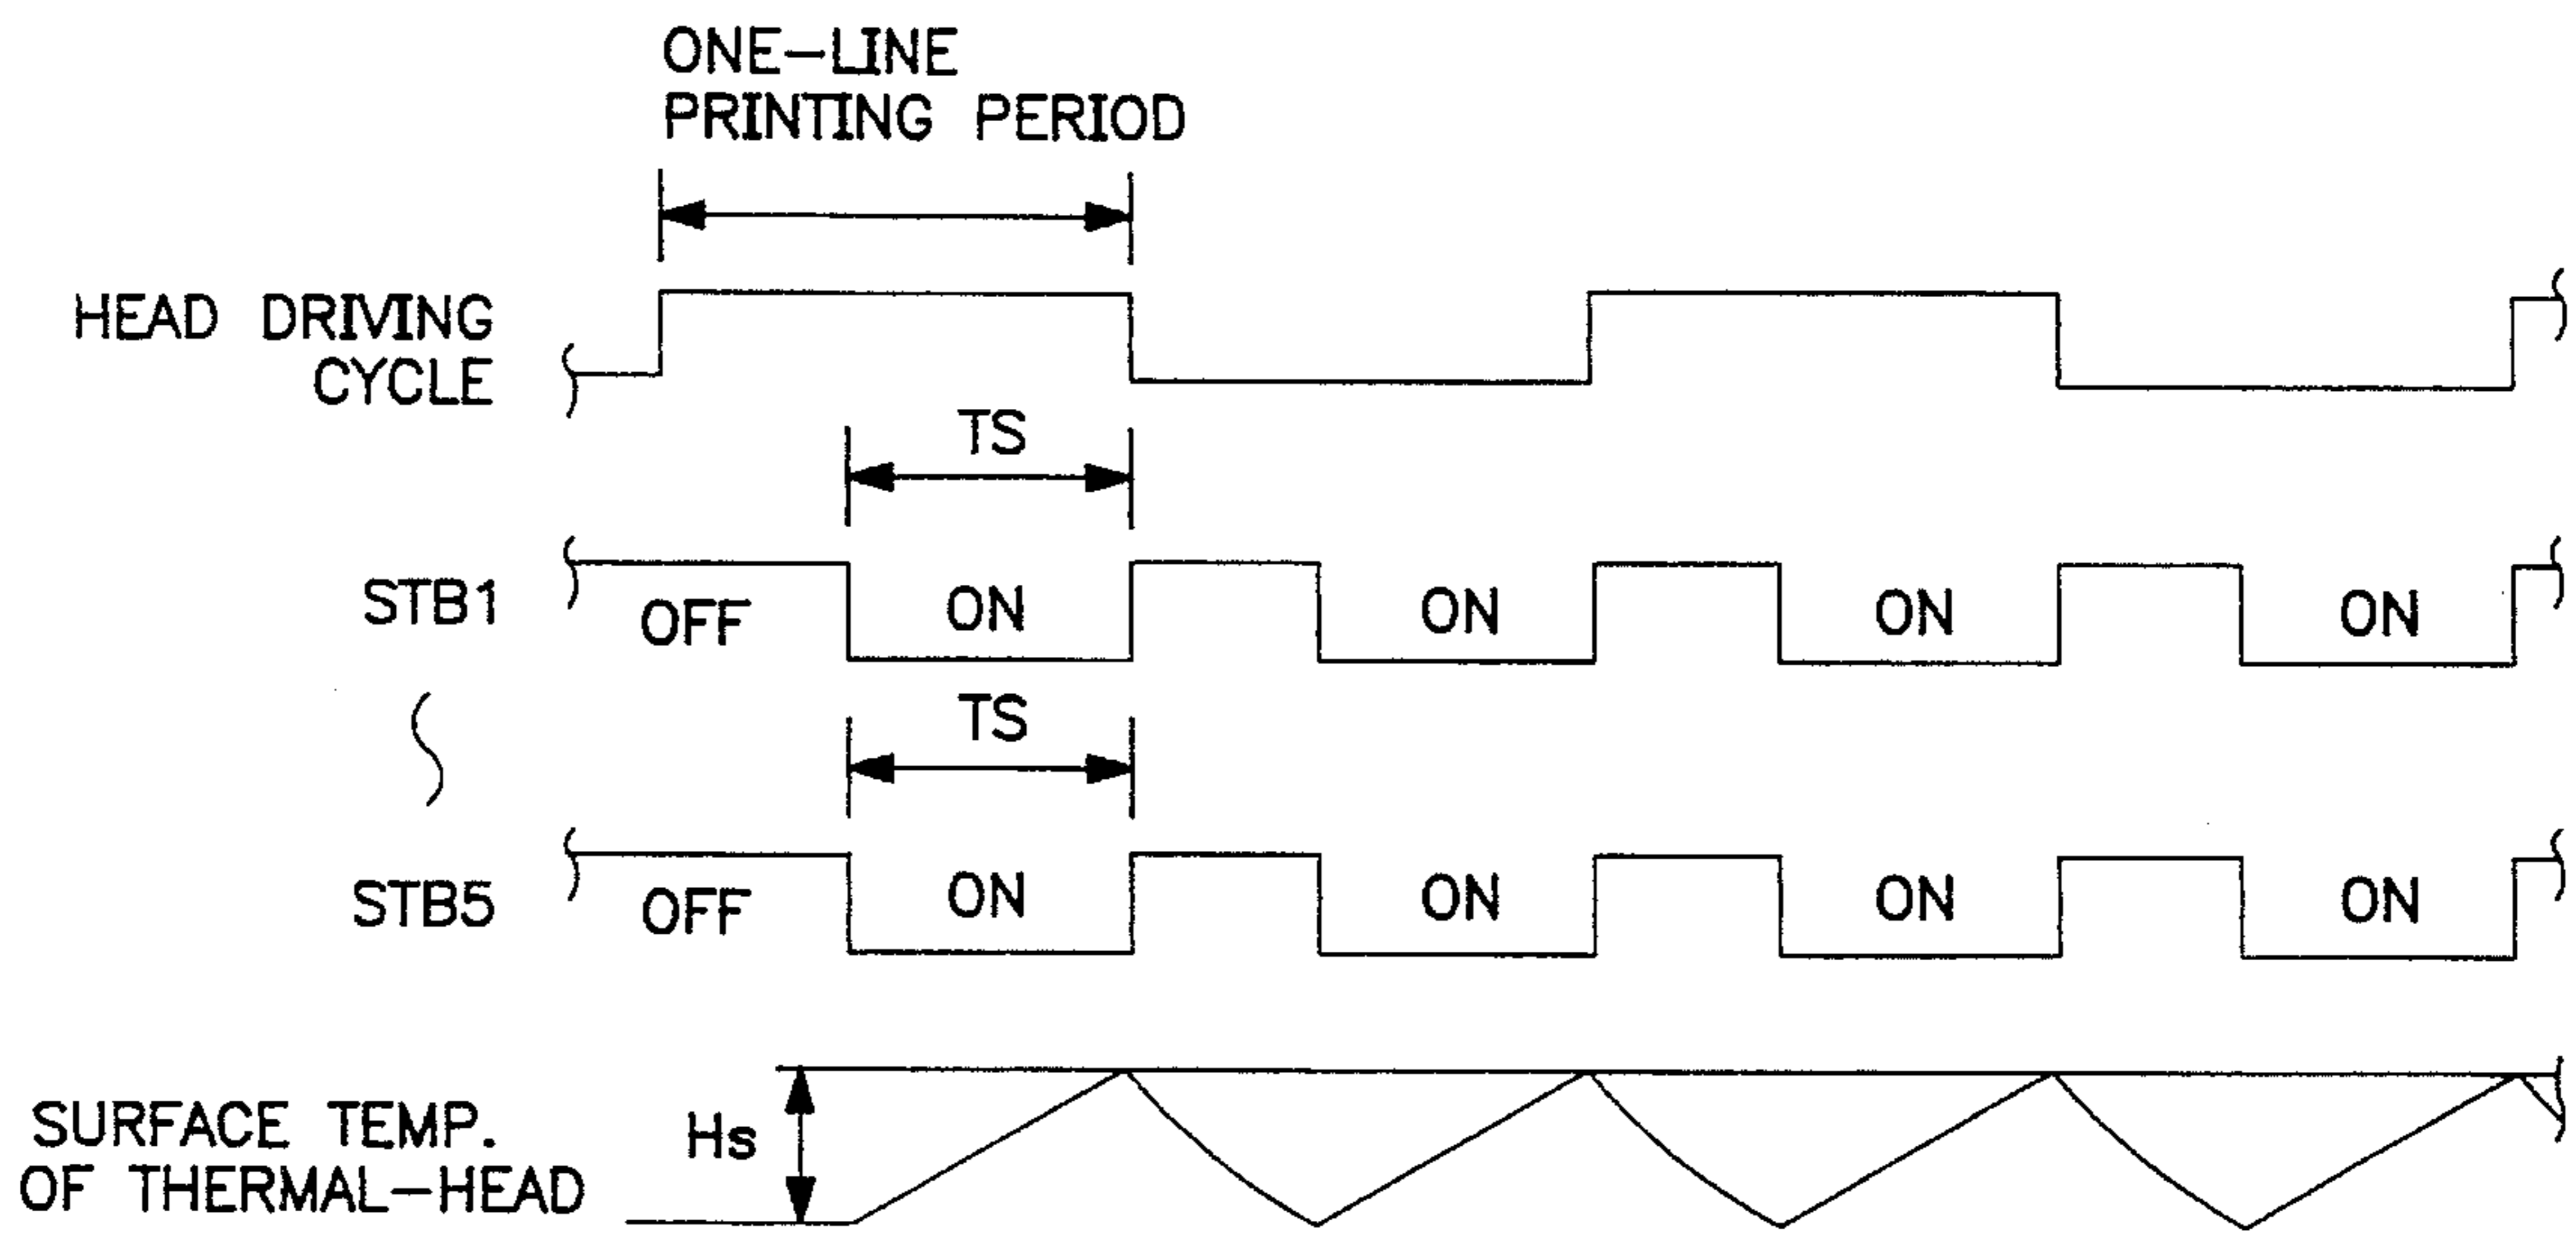 ONE-LINE
PRINTING PERIOD
HEAD DRIVING
CYCLE
TS
STB1
OFF
ON
ON
ON
ON
TS
STB5
OFF
ON
ON
ON
ON
SURFACE TEMP.
OF THERMAL-HEAD
Hs